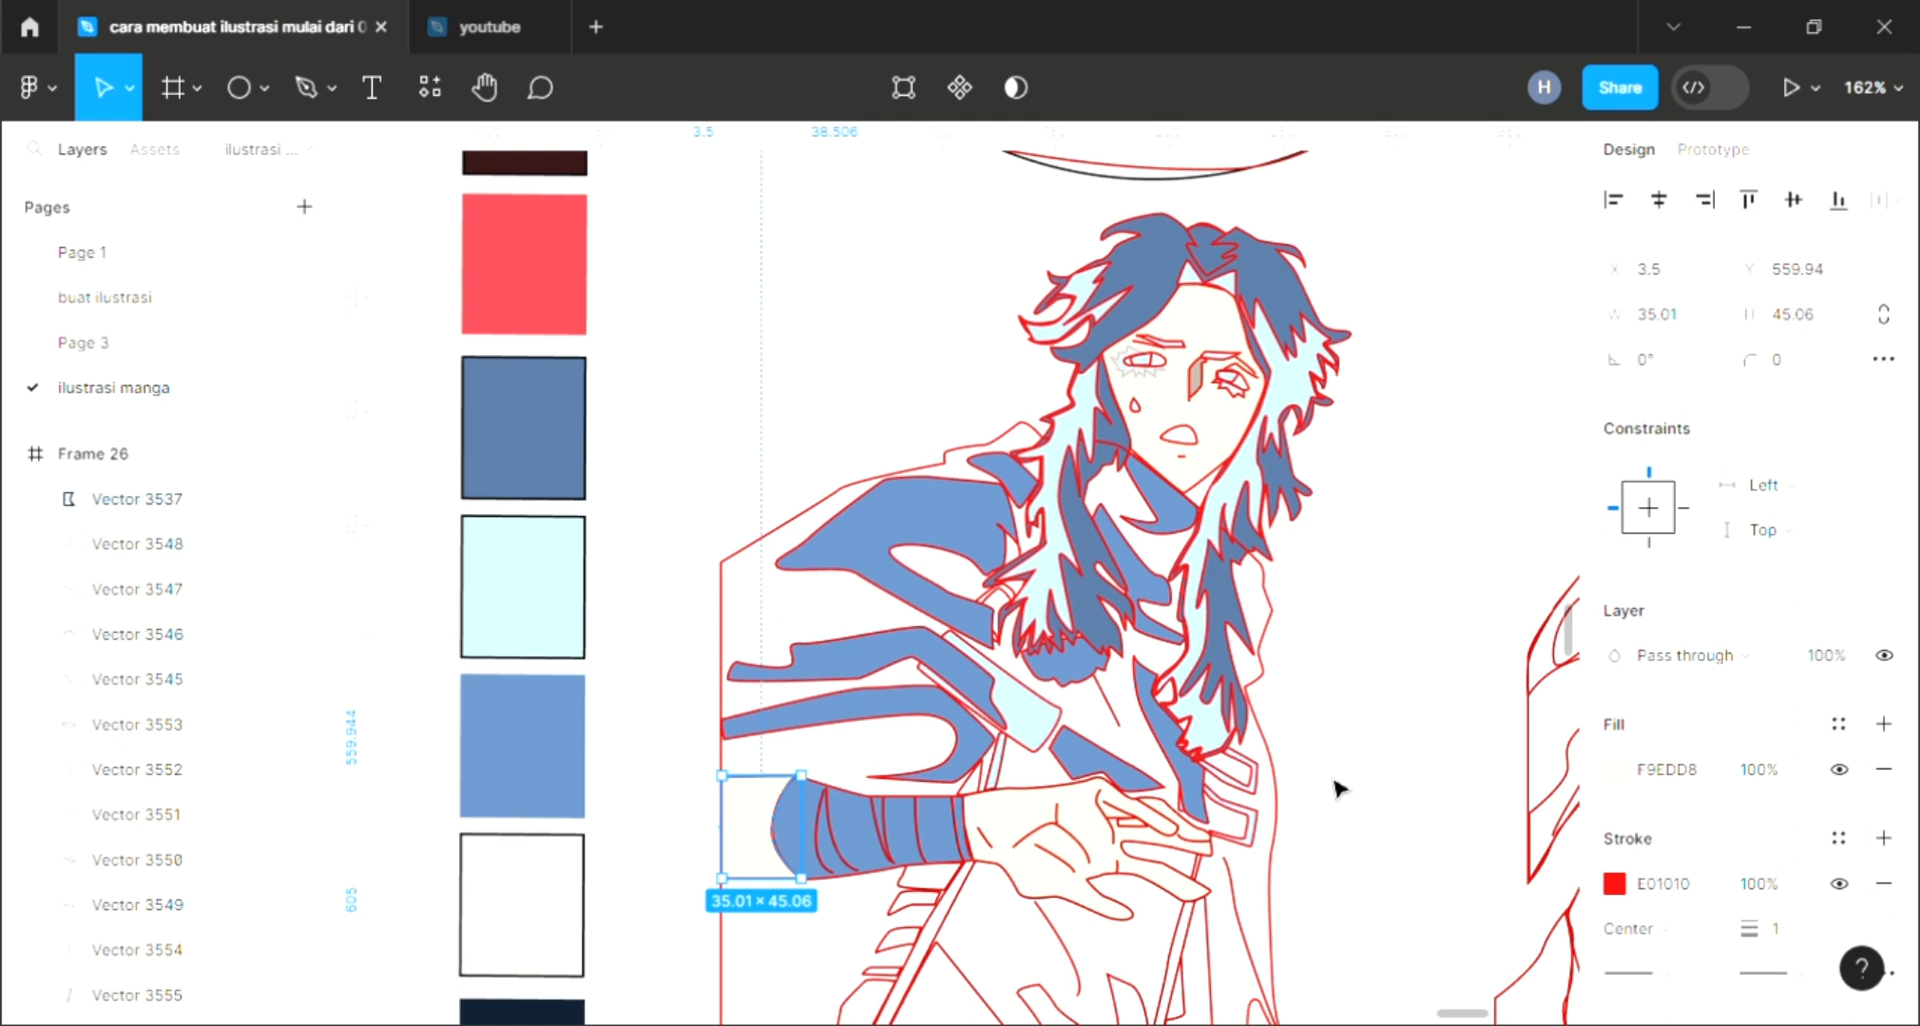 cara membuat ilustrasi mulai dari 0
youtube
H
Share
162%
3.5
38.506
Layers
Assets
ilustrasi ...
Design
Prototype
Pages
Page 1
buat ilustrasi
Page 3
ilustrasi manga
Frame 26
Vector 3537
Vector 3548
Vector 3547
Vector 3546
Vector 3545
Vector 3553
Vector 3552
Vector 3551
Vector 3550
Vector 3549
Vector 3554
Vector 3555
559.944
605
35.01 × 45.06
X 3.5
Y 559.94
W 35.01
H 45.06
0°
0
Constraints
Left
Top
Layer
Pass through
100%
Fill
F9EDD8
100%
Stroke
E01010
100%
Center
1
?